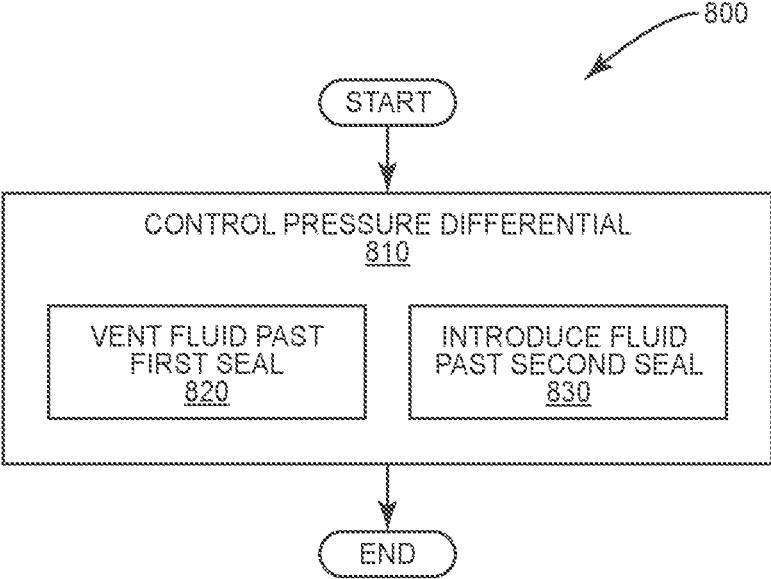 800
START
CONTROL PRESSURE DIFFERENTIAL
810
VENT FLUID PAST
FIRST SEAL
820
INTRODUCE FLUID
PAST SECOND SEAL
830
END